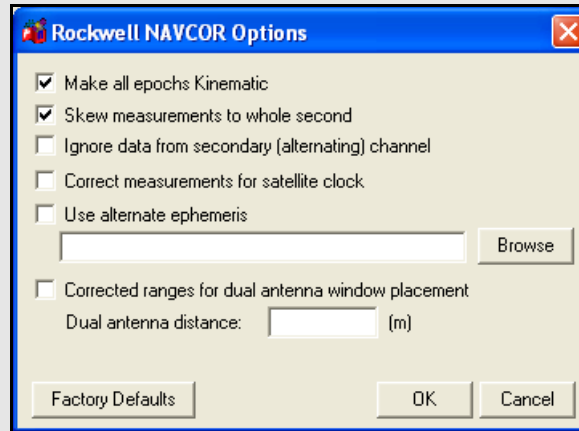 Rockwell NAVCOR Options
Make all epochs Kinematic
Skew measurements to whole second
Ignore data from secondary (alternating) channel
Correct measurements for satellite clock
Use alternate ephemeris
Browse
Corrected ranges for dual antenna window placement
Dual antenna distance: (m)
Factory Defaults OK Cancel